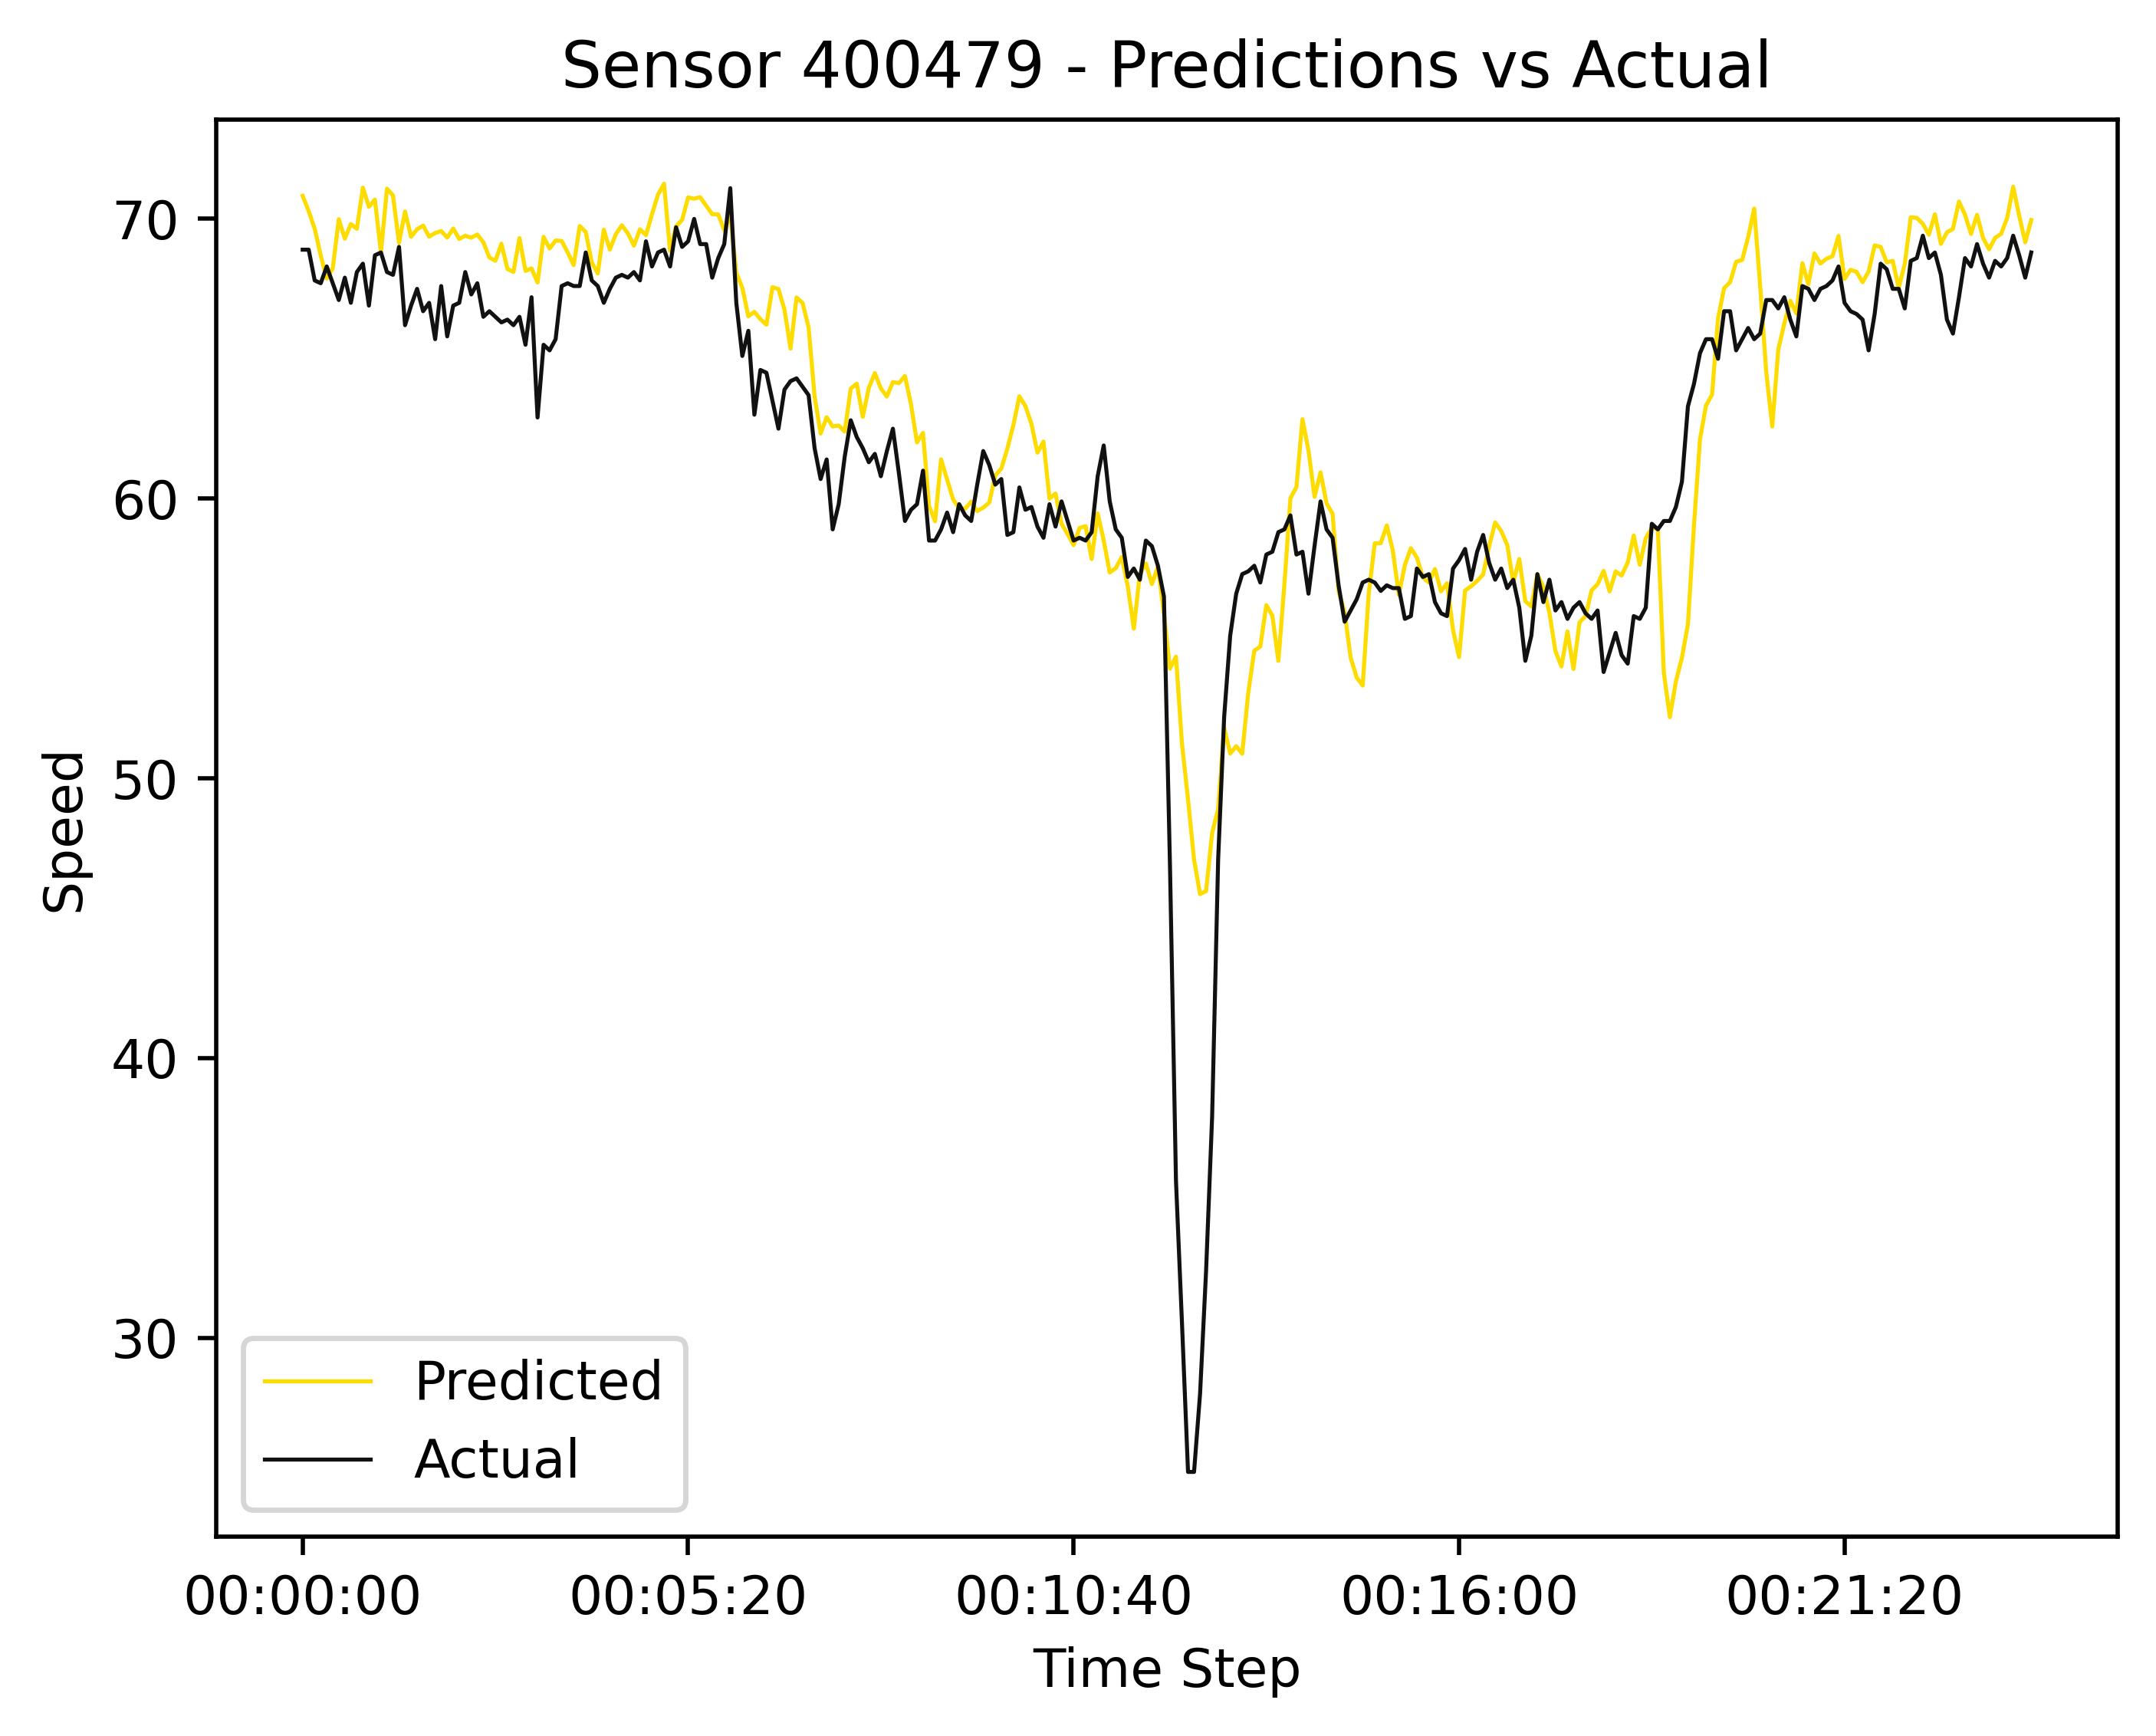 Sensor 400479 - Predictions vs Actual
70
60
50
40
30
Speed
Predicted
Actual
00:00:00 00:05:20 00:10:40 00:16:00 00:21:20
Time Step